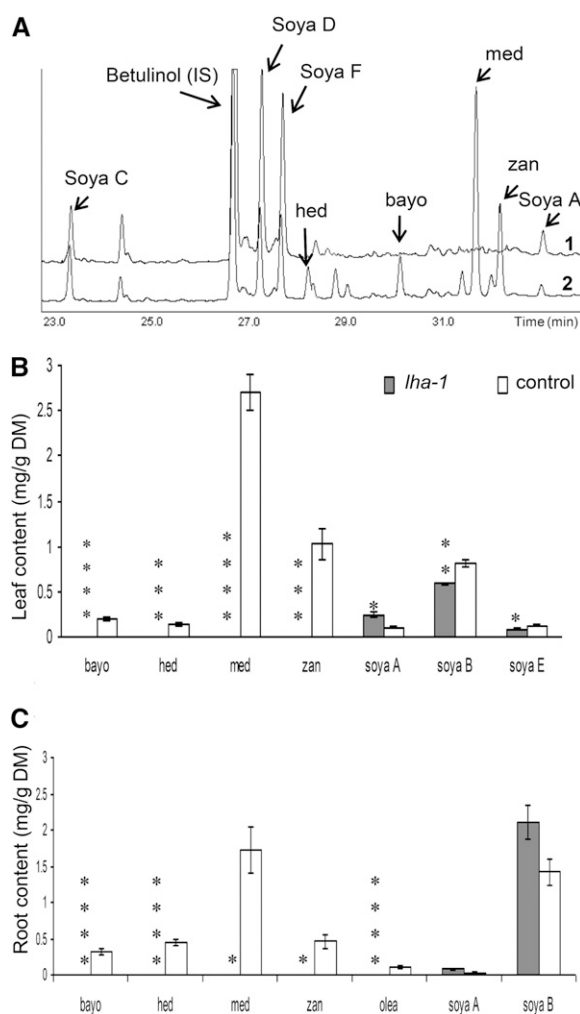 A
Soya D
Betulinol (IS)
Soya F
med
Soya C
zan
hed
bayo
Soya A
1
2
23.0 25.0 27.0 29.0 31.0 Time (min)
B
lha-1 control
Leaf content (mg/g DM)
3
2.5
2
1.5
1
0.5
0
* * * *
* * *
* * * *
* * *
*
* *
*
bayo hed med zan soya A soya B soya E
C
Root content (mg/g DM)
3
2.5
2
1.5
1
0.5
0
* * * *
* * * *
*
*
* * * *
bayo hed med zan olea soya A soya B